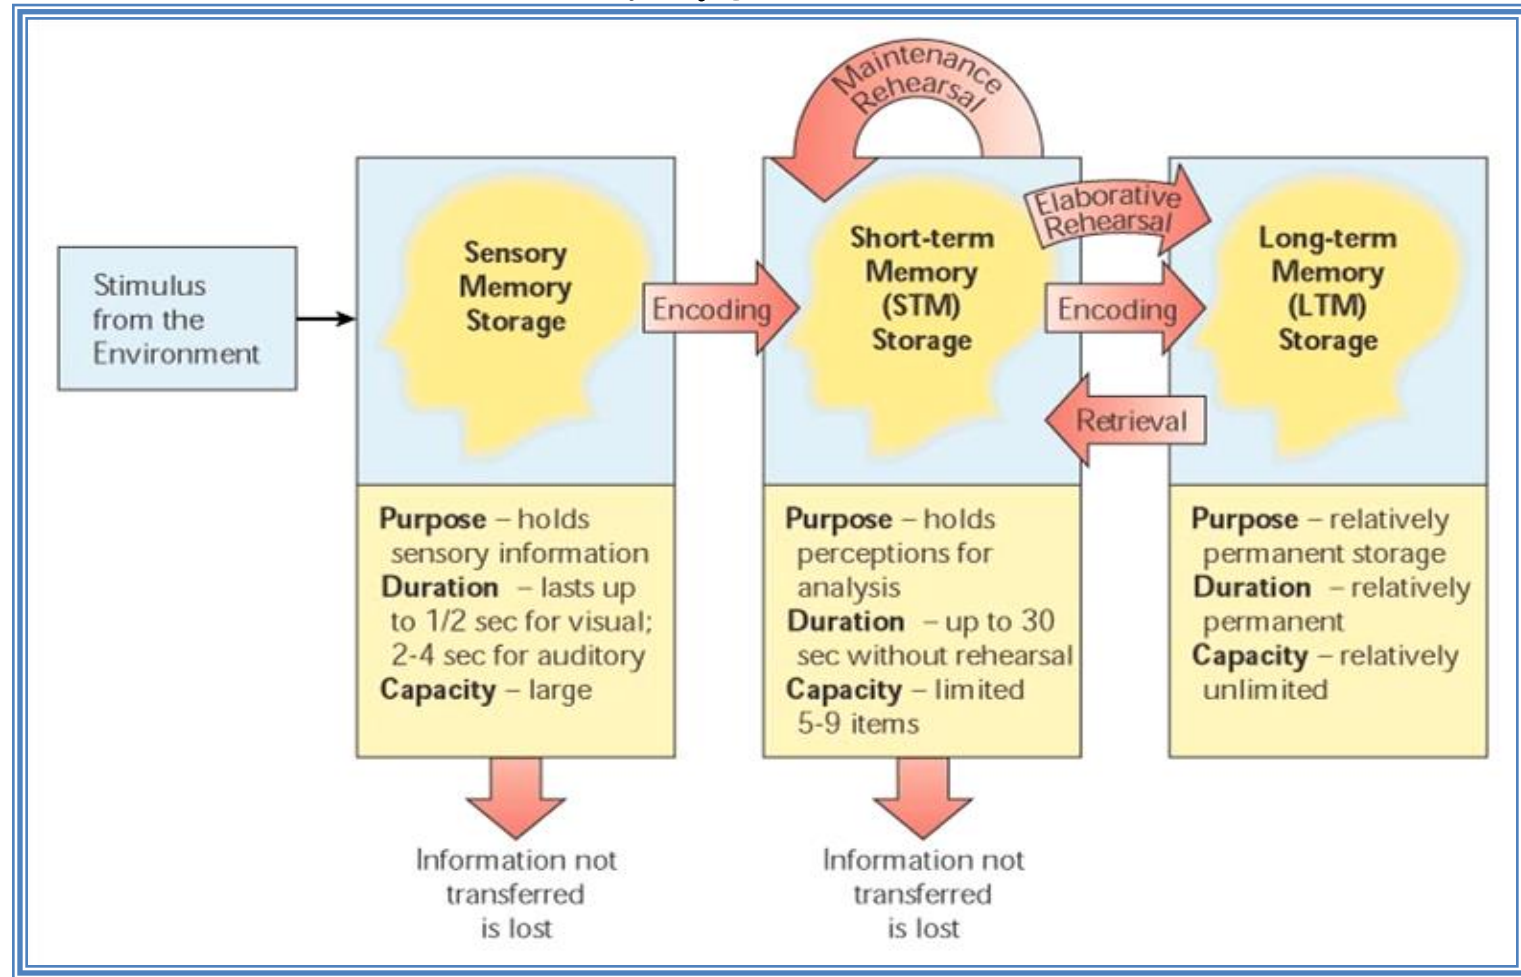 Maintenance
Rehearsal
Stimulus
from the
Environment
Sensory
Memory
Storage
Encoding
Short-term
Memory
(STM)
Storage
Elaborative
Rehearsal
Encoding
Retrieval
Long-term
Memory
(LTM)
Storage
Purpose – holds
sensory information
Duration – lasts up
to 1/2 sec for visual;
2-4 sec for auditory
Capacity – large
Purpose – holds
perceptions for
analysis
Duration – up to 30
sec without rehearsal
Capacity – limited
5-9 items
Purpose – relatively
permanent storage
Duration – relatively
permanent
Capacity – relatively
unlimited
Information not
transferred
is lost
Information not
transferred
is lost